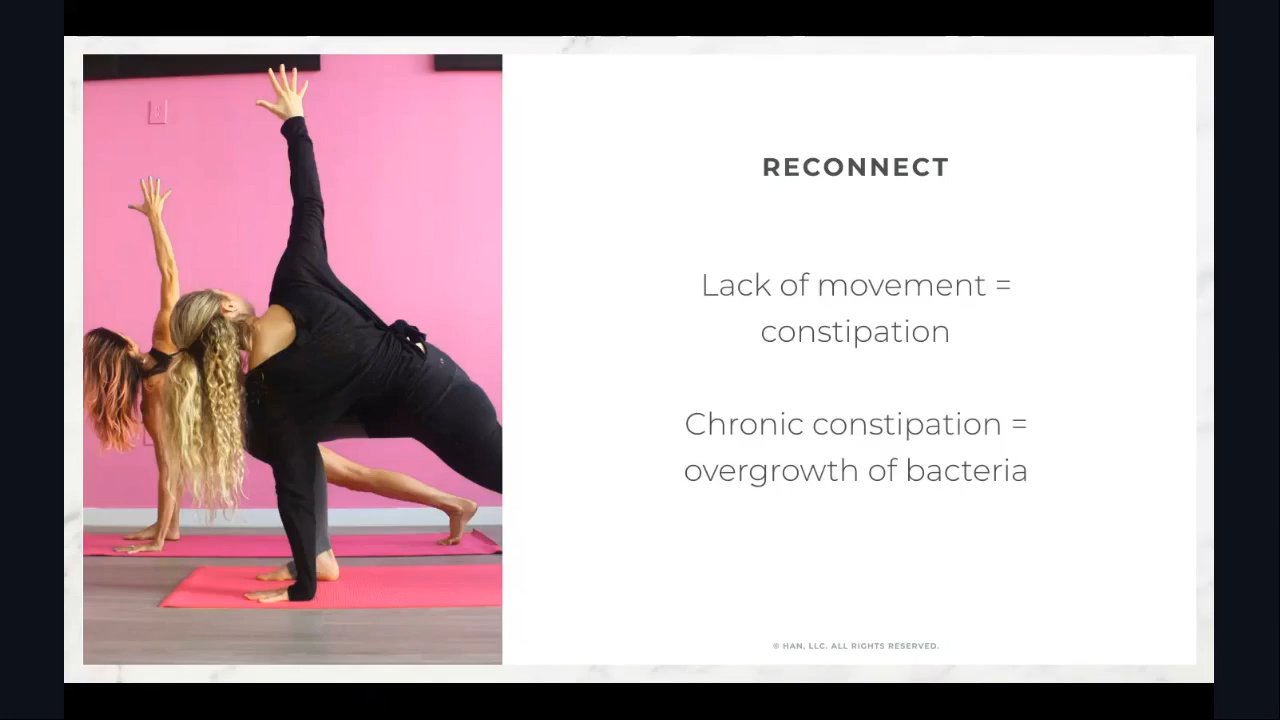 RECONNECT
Lack of movement =
constipation
Chronic constipation =
overgrowth of bacteria
© HAN, LLC. ALL RIGHTS RESERVED.